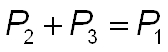 P₂ + P₃ = P₁